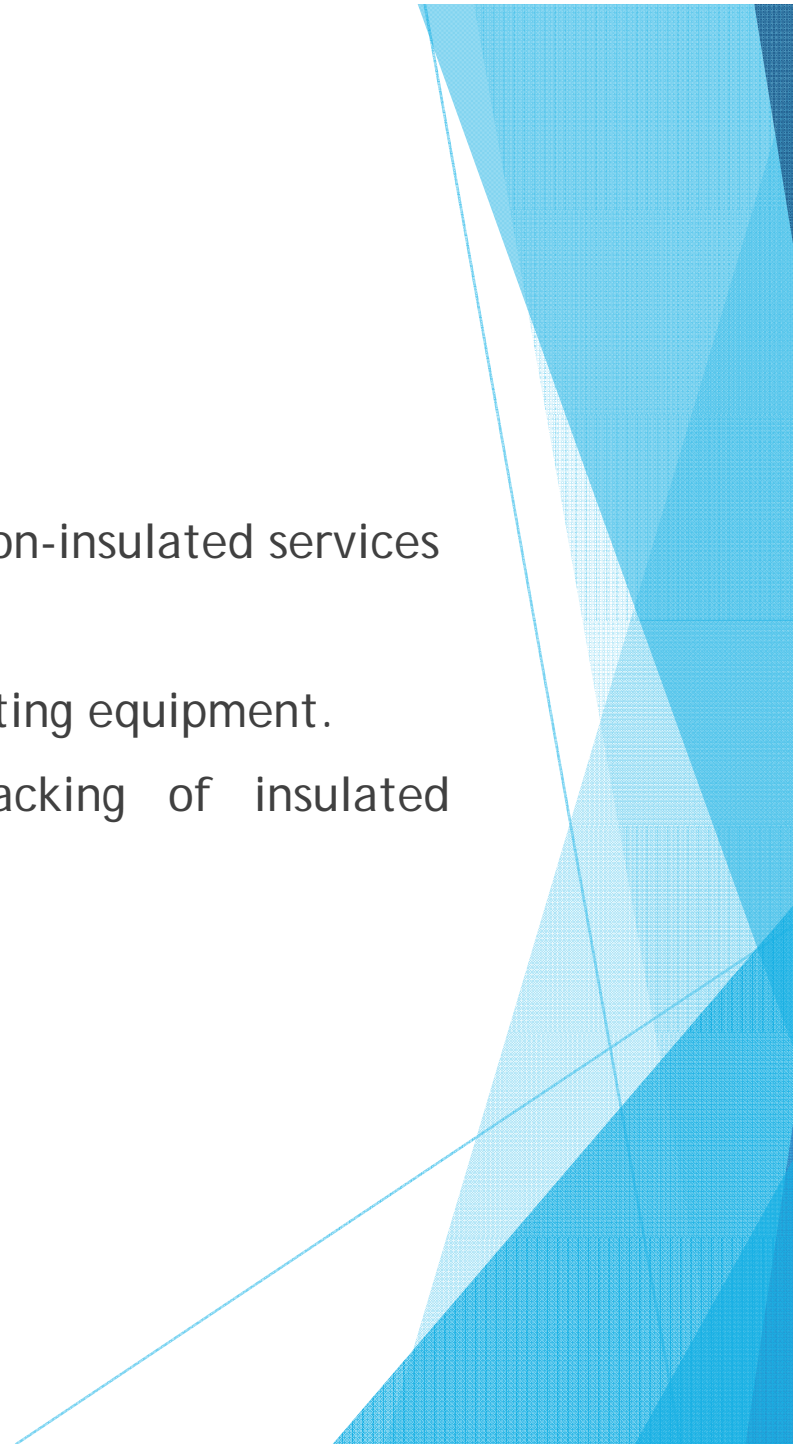 on-insulated services
ting equipment.
acking of insulated